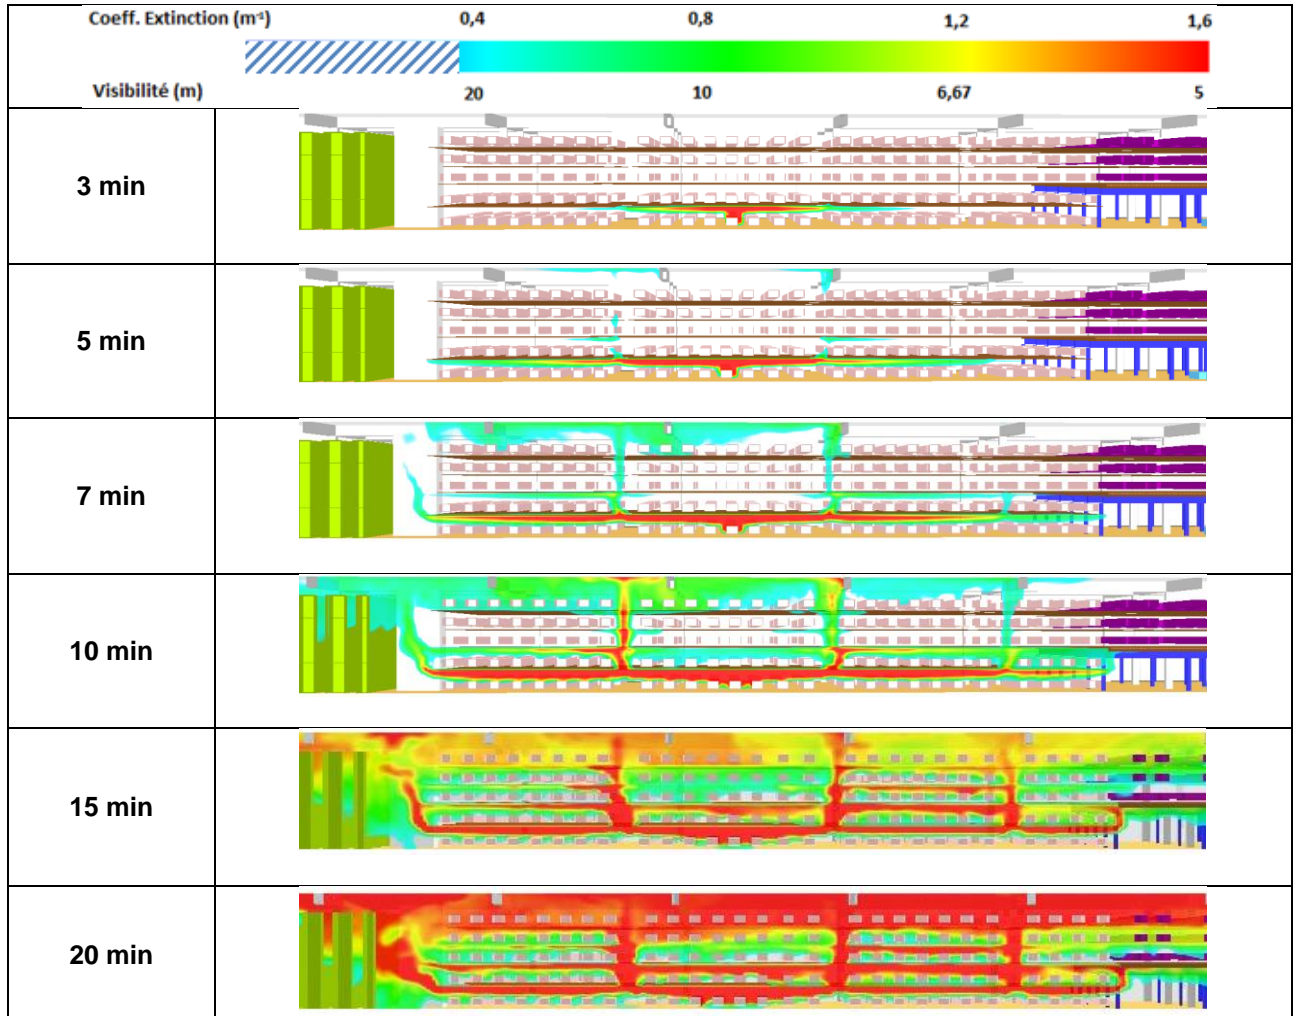 Coeff. Extinction (m⁻¹) 0,4 0,8 1,2 1,6
Visibilité (m) 20 10 6,67 5
3 min
5 min
7 min
10 min
15 min
20 min